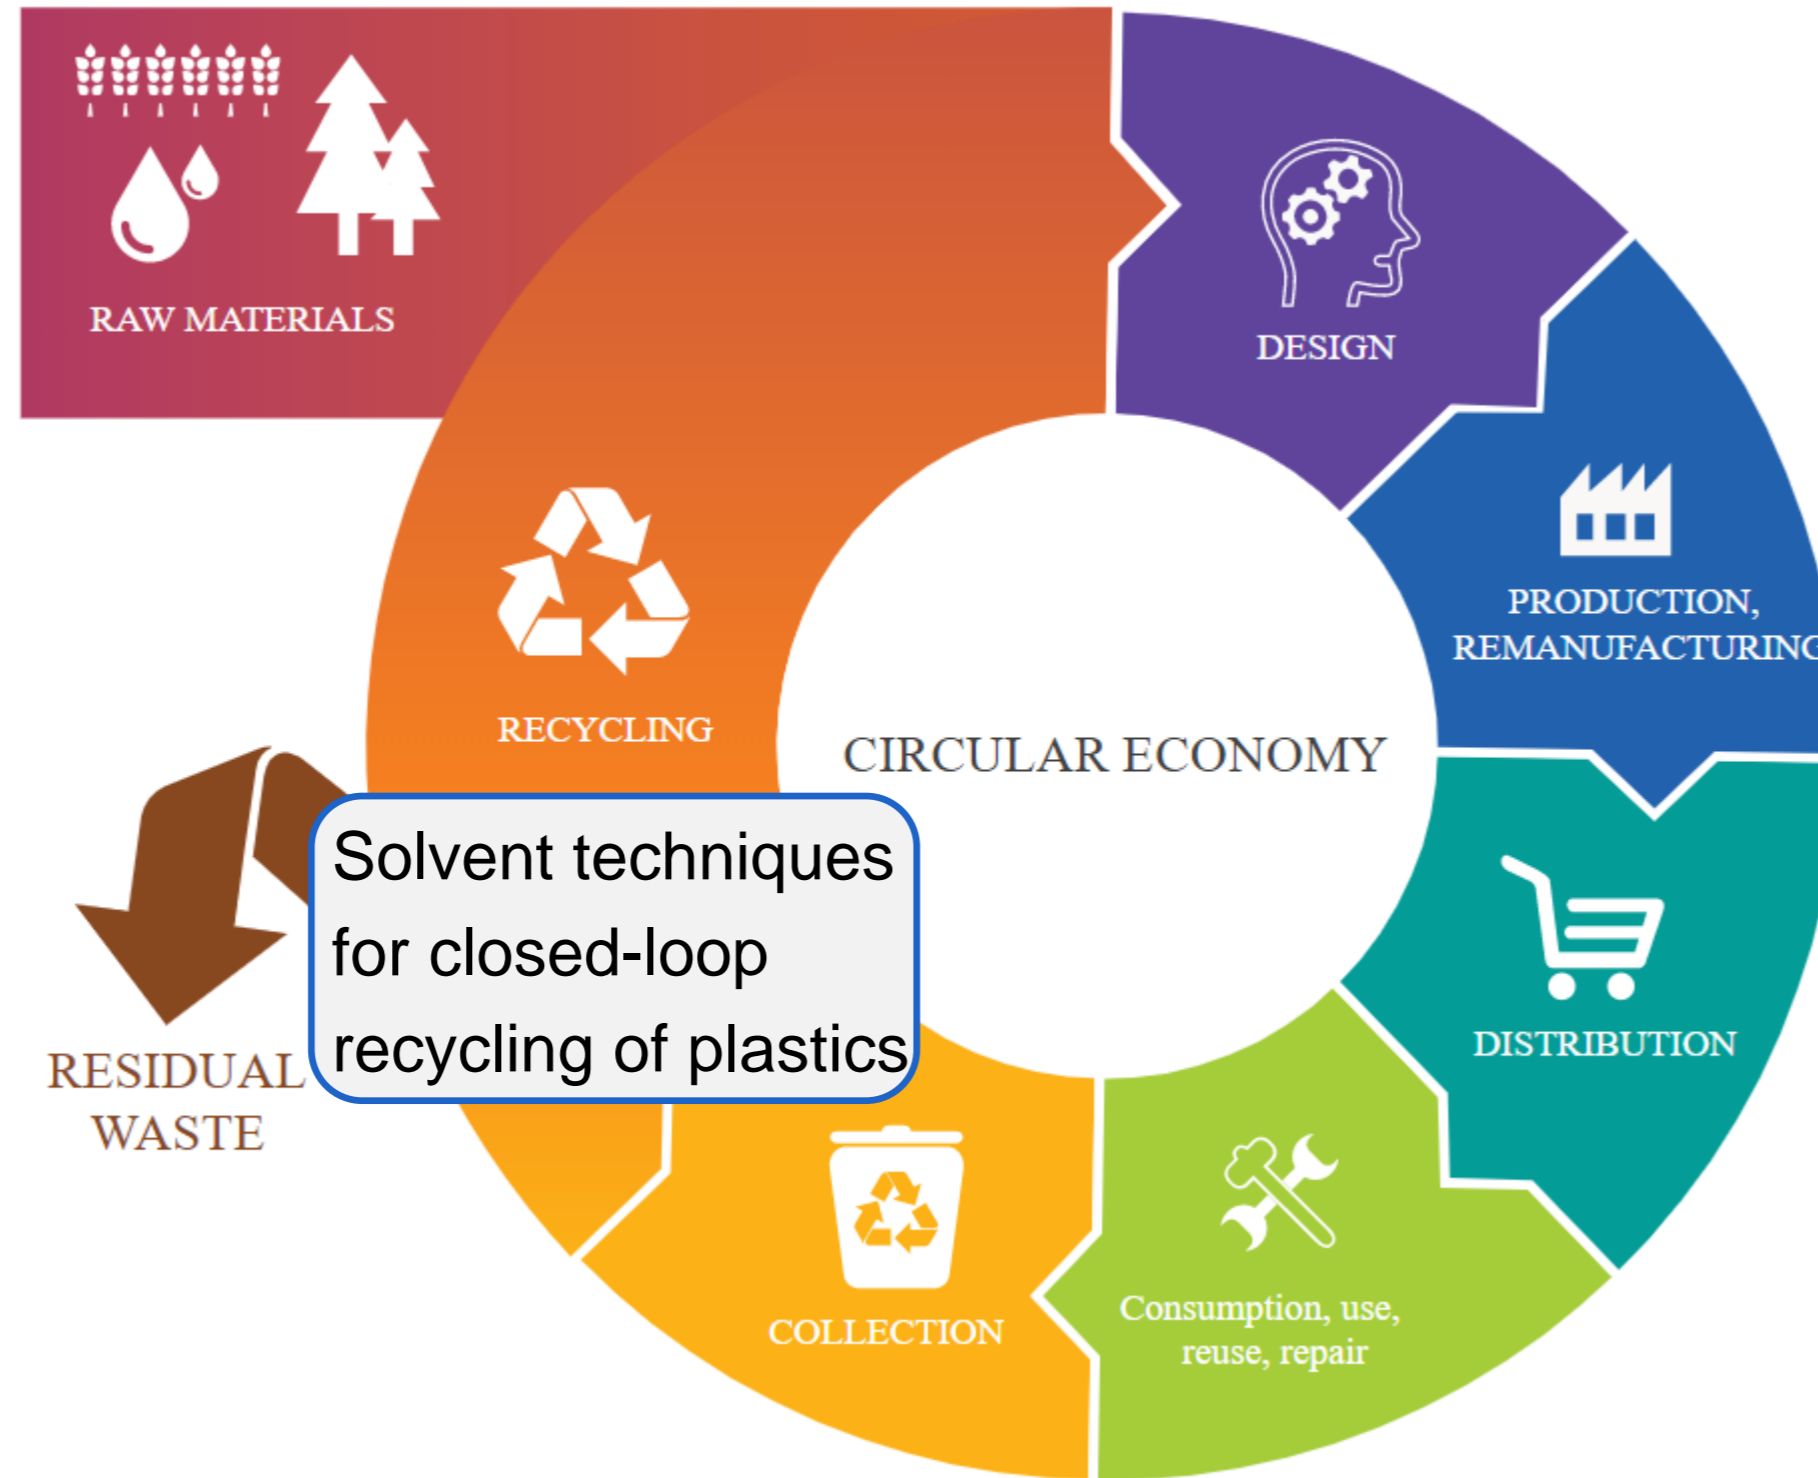 RAW MATERIALS
DESIGN
PRODUCTION,
REMANUFACTURING
RECYCLING
CIRCULAR ECONOMY
Solvent techniques
for closed-loop
recycling of plastics
RESIDUAL
WASTE
DISTRIBUTION
COLLECTION
Consumption, use,
reuse, repair